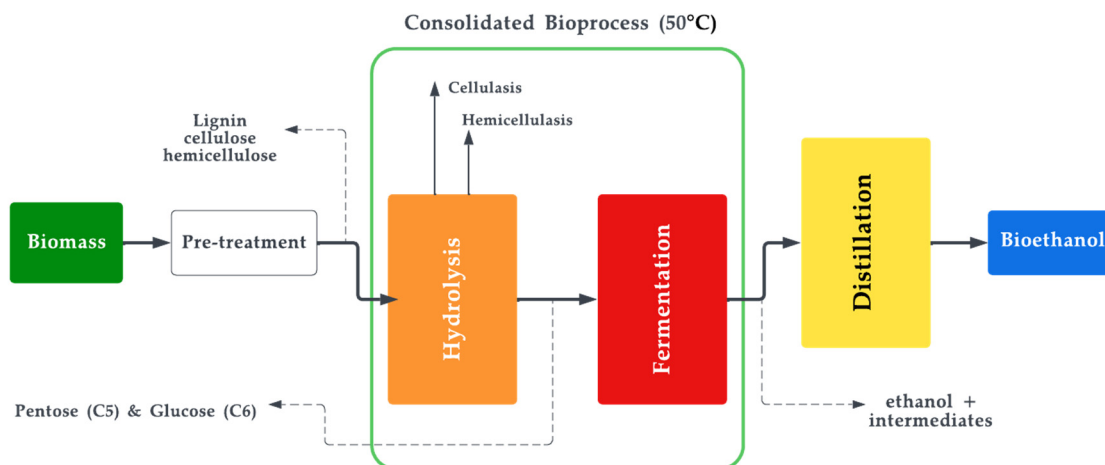 Consolidated Bioprocess (50°C)
Cellulasis
Hemicellulasis
Lignin
cellulose
hemicellulose
Biomass
Pre-treatment
Hydrolysis
Fermentation
Distillation
Bioethanol
Pentose (C5) & Glucose (C6)
ethanol +
intermediates